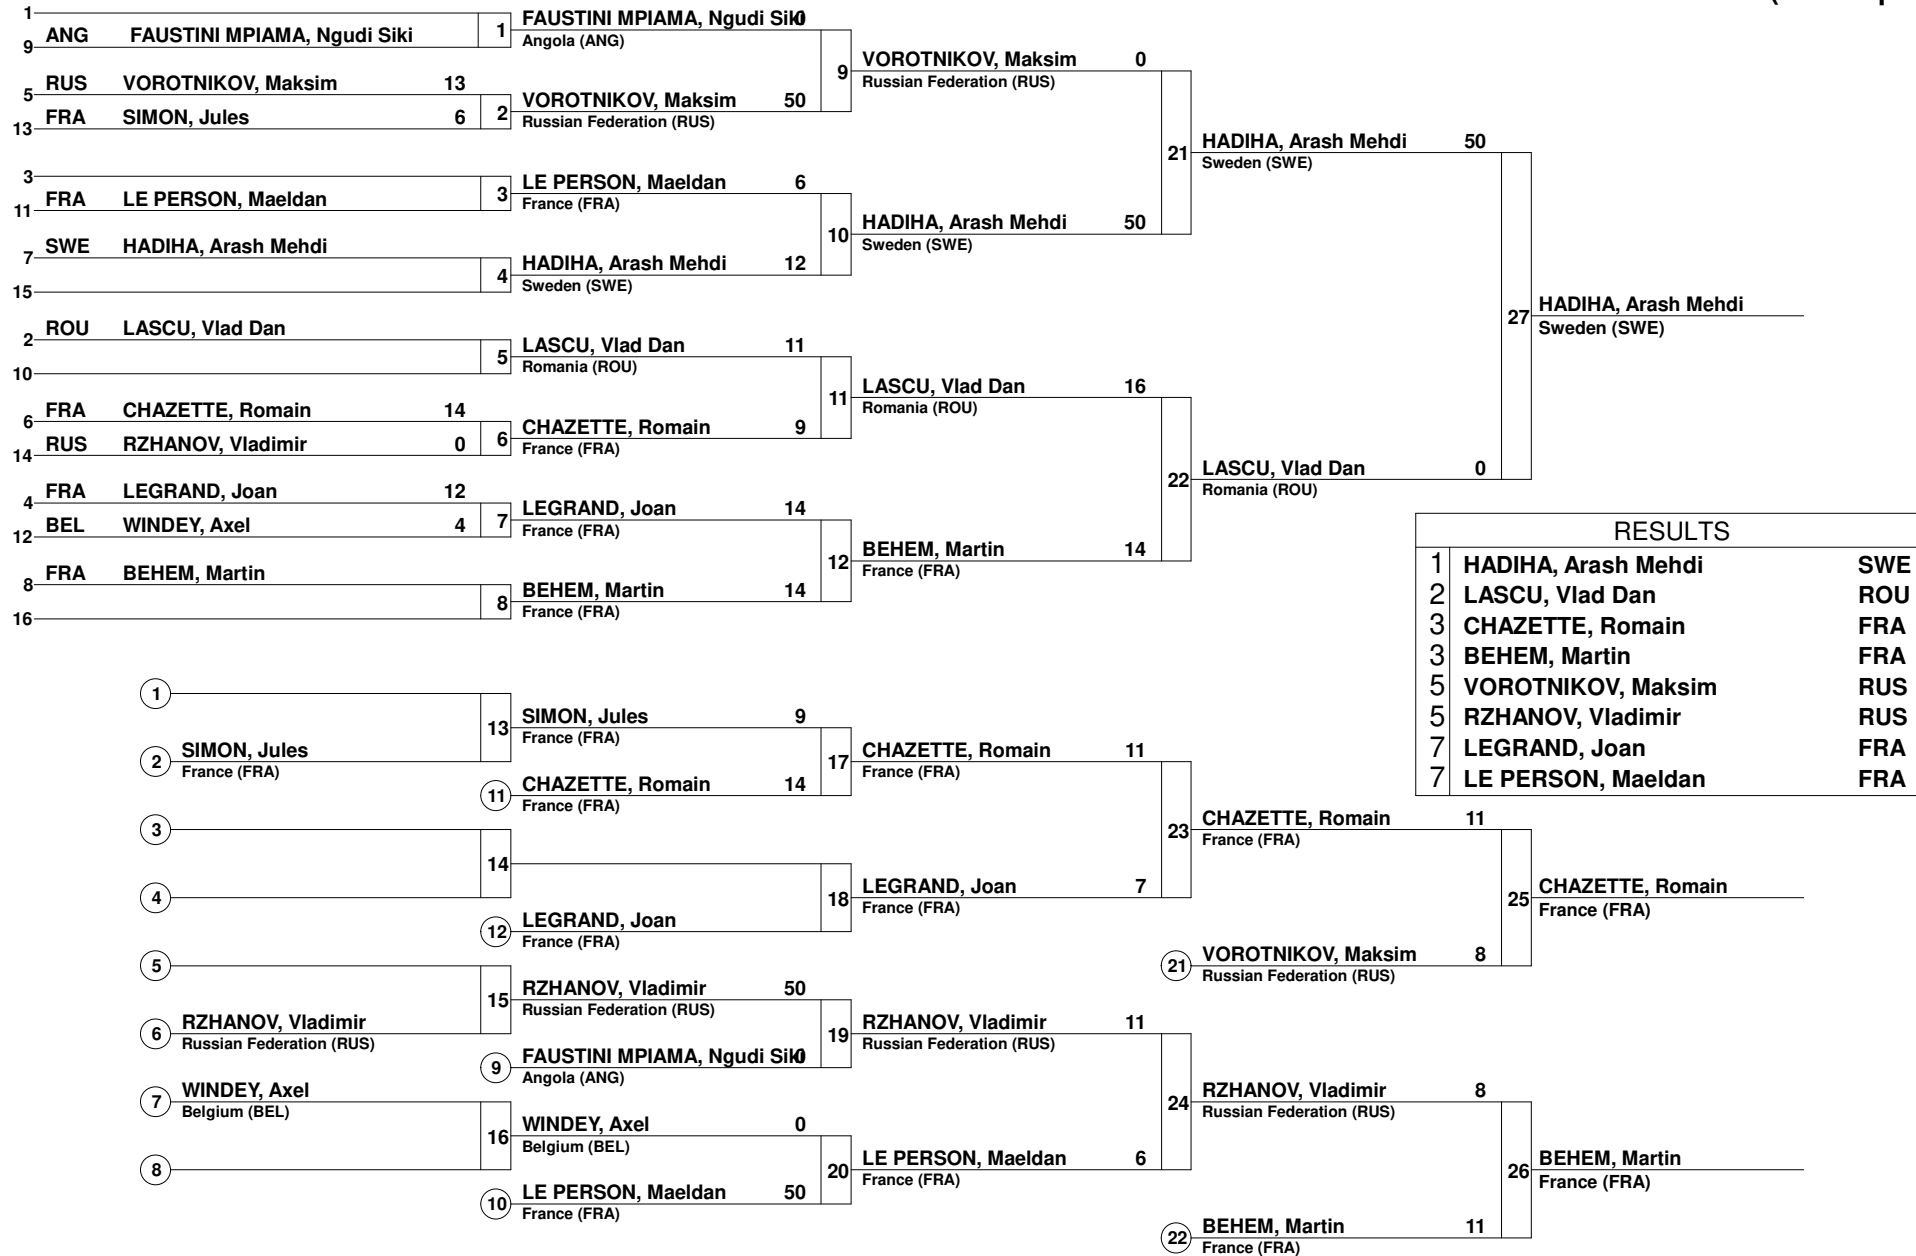 1
9 ANG FAUSTINI MPIAMA, Ngudi Siki
5 RUS VOROTNIKOV, Maksim 13
13 FRA SIMON, Jules 6
3
11 FRA LE PERSON, Maeldan
7 SWE HADIHA, Arash Mehdi
15
2 ROU LASCU, Vlad Dan
10
6 FRA CHAZETTE, Romain 14
14 RUS RZHANOV, Vladimir 0
4 FRA LEGRAND, Joan 12
12 BEL WINDEY, Axel 4
8 FRA BEHEM, Martin
16
1 FAUSTINI MPIAMA, Ngudi Siki 0
Angola (ANG)
2 VOROTNIKOV, Maksim 50
Russian Federation (RUS)
3 LE PERSON, Maeldan 6
France (FRA)
4 HADIHA, Arash Mehdi 12
Sweden (SWE)
5 LASCU, Vlad Dan 11
Romania (ROU)
6 CHAZETTE, Romain 9
France (FRA)
7 LEGRAND, Joan 14
France (FRA)
8 BEHEM, Martin 14
France (FRA)
9 VOROTNIKOV, Maksim 0
Russian Federation (RUS)
10 HADIHA, Arash Mehdi 50
Sweden (SWE)
11 LASCU, Vlad Dan 16
Romania (ROU)
12 BEHEM, Martin 14
France (FRA)
21 HADIHA, Arash Mehdi 50
Sweden (SWE)
22 LASCU, Vlad Dan 0
Romania (ROU)
27 HADIHA, Arash Mehdi
Sweden (SWE)
RESULTS
1 HADIHA, Arash Mehdi SWE
2 LASCU, Vlad Dan ROU
3 CHAZETTE, Romain FRA
3 BEHEM, Martin FRA
5 VOROTNIKOV, Maksim RUS
5 RZHANOV, Vladimir RUS
7 LEGRAND, Joan FRA
7 LE PERSON, Maeldan FRA
1
2 SIMON, Jules
France (FRA)
3
4
5
6 RZHANOV, Vladimir
Russian Federation (RUS)
7 WINDEY, Axel
Belgium (BEL)
8
13 SIMON, Jules 9
France (FRA)
11 CHAZETTE, Romain 14
France (FRA)
14
12 LEGRAND, Joan
France (FRA)
15 RZHANOV, Vladimir 50
Russian Federation (RUS)
9 FAUSTINI MPIAMA, Ngudi Siki 0
Angola (ANG)
16 WINDEY, Axel 0
Belgium (BEL)
10 LE PERSON, Maeldan 50
France (FRA)
17 CHAZETTE, Romain 11
France (FRA)
18 LEGRAND, Joan 7
France (FRA)
19 RZHANOV, Vladimir 11
Russian Federation (RUS)
20 LE PERSON, Maeldan 6
France (FRA)
23 CHAZETTE, Romain 11
France (FRA)
21 VOROTNIKOV, Maksim 8
Russian Federation (RUS)
24 RZHANOV, Vladimir 8
Russian Federation (RUS)
22 BEHEM, Martin 11
France (FRA)
25 CHAZETTE, Romain
France (FRA)
26 BEHEM, Martin
France (FRA)